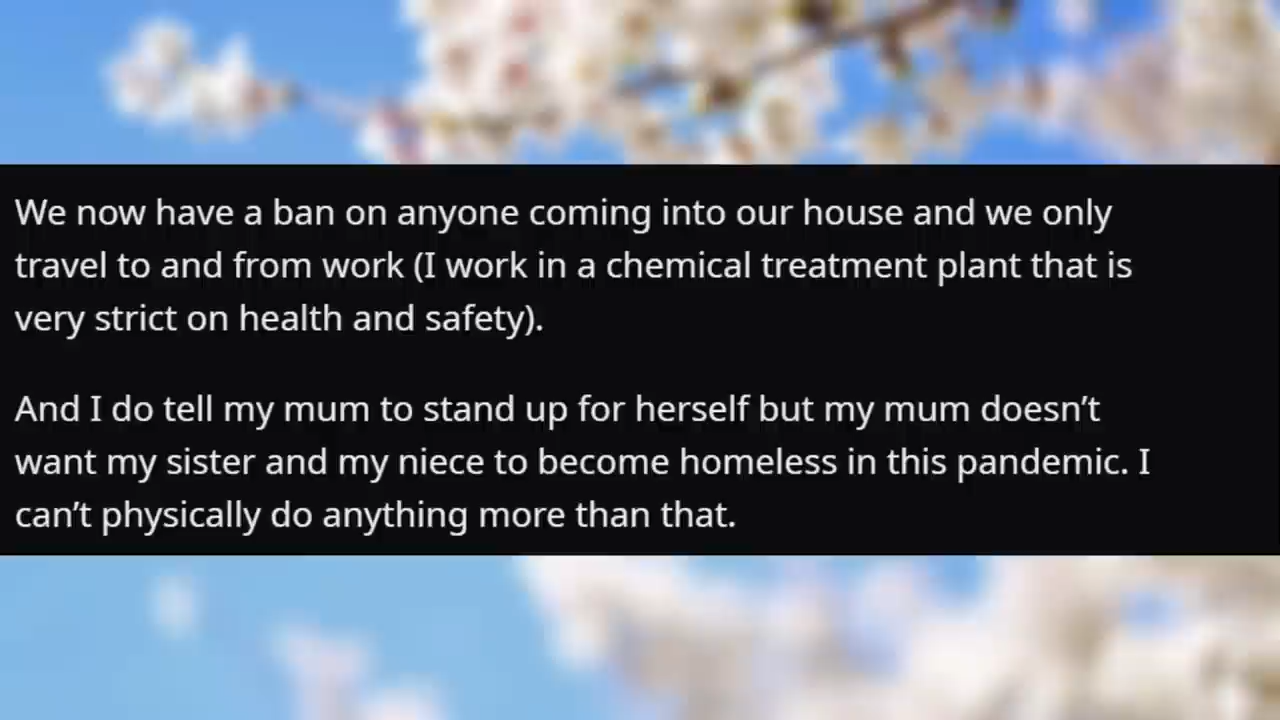 We now have a ban on anyone coming into our house and we only
travel to and from work (I work in a chemical treatment plant that is
very strict on health and safety).
And I do tell my mum to stand up for herself but my mum doesn’t
want my sister and my niece to become homeless in this pandemic. I
can’t physically do anything more than that.